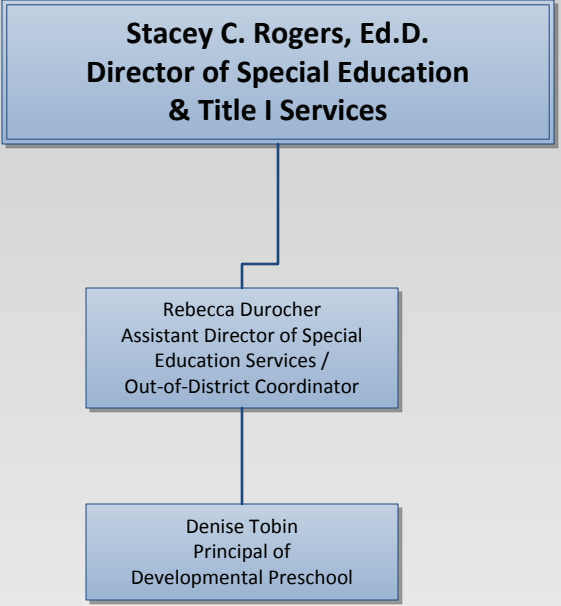 Stacey C. Rogers, Ed.D.
Director of Special Education
& Title I Services
Rebecca Durocher
Assistant Director of Special
Education Services /
Out-of-District Coordinator
Denise Tobin
Principal of
Developmental Preschool